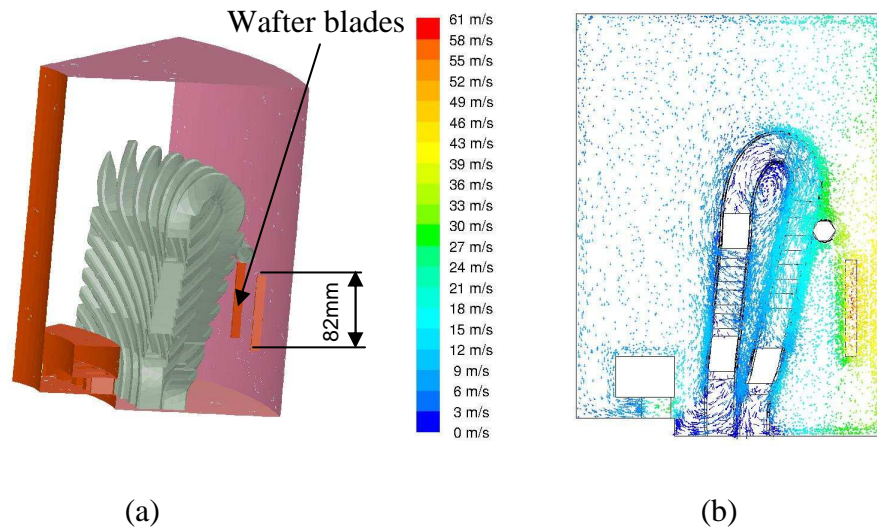 Wafter blades
82mm
61 m/s
58 m/s
55 m/s
52 m/s
49 m/s
46 m/s
43 m/s
39 m/s
36 m/s
33 m/s
30 m/s
27 m/s
24 m/s
21 m/s
18 m/s
15 m/s
12 m/s
9 m/s
6 m/s
3 m/s
0 m/s
(a)
(b)